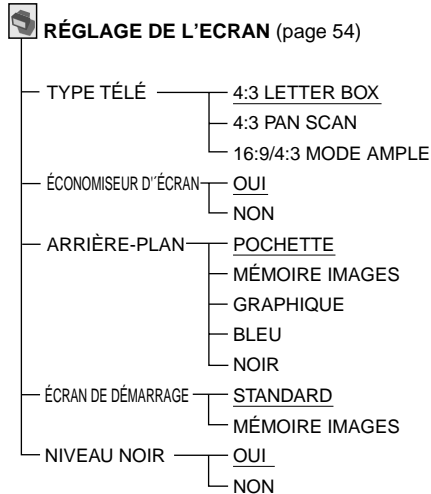 RÉGLAGE DE L'ECRAN (page 54)
TYPE TÉLÉ
4:3 LETTER BOX
4:3 PAN SCAN
16:9/4:3 MODE AMPLE
ÉCONOMISEUR D'´ÉCRAN
OUI
NON
ARRIÈRE-PLAN
POCHETTE
MÉMOIRE IMAGES
GRAPHIQUE
BLEU
NOIR
ÉCRAN DE DÉMARRAGE
STANDARD
MÉMOIRE IMAGES
NIVEAU NOIR
OUI
NON